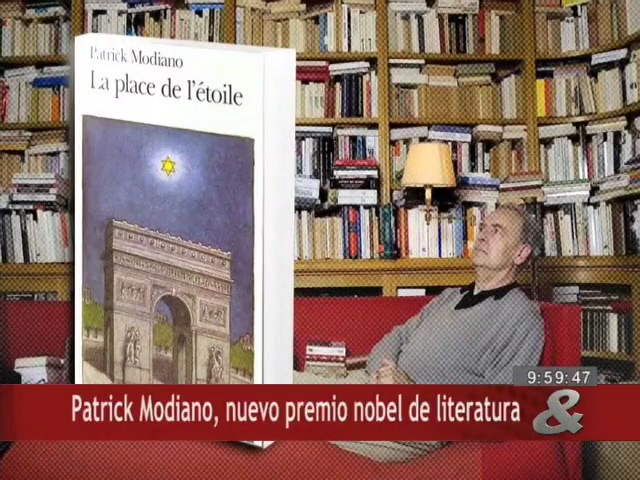 Patrick Modiano
La place de l'étoile
9:59:47
Patrick Modiano, nuevo premio nobel de literatura
&